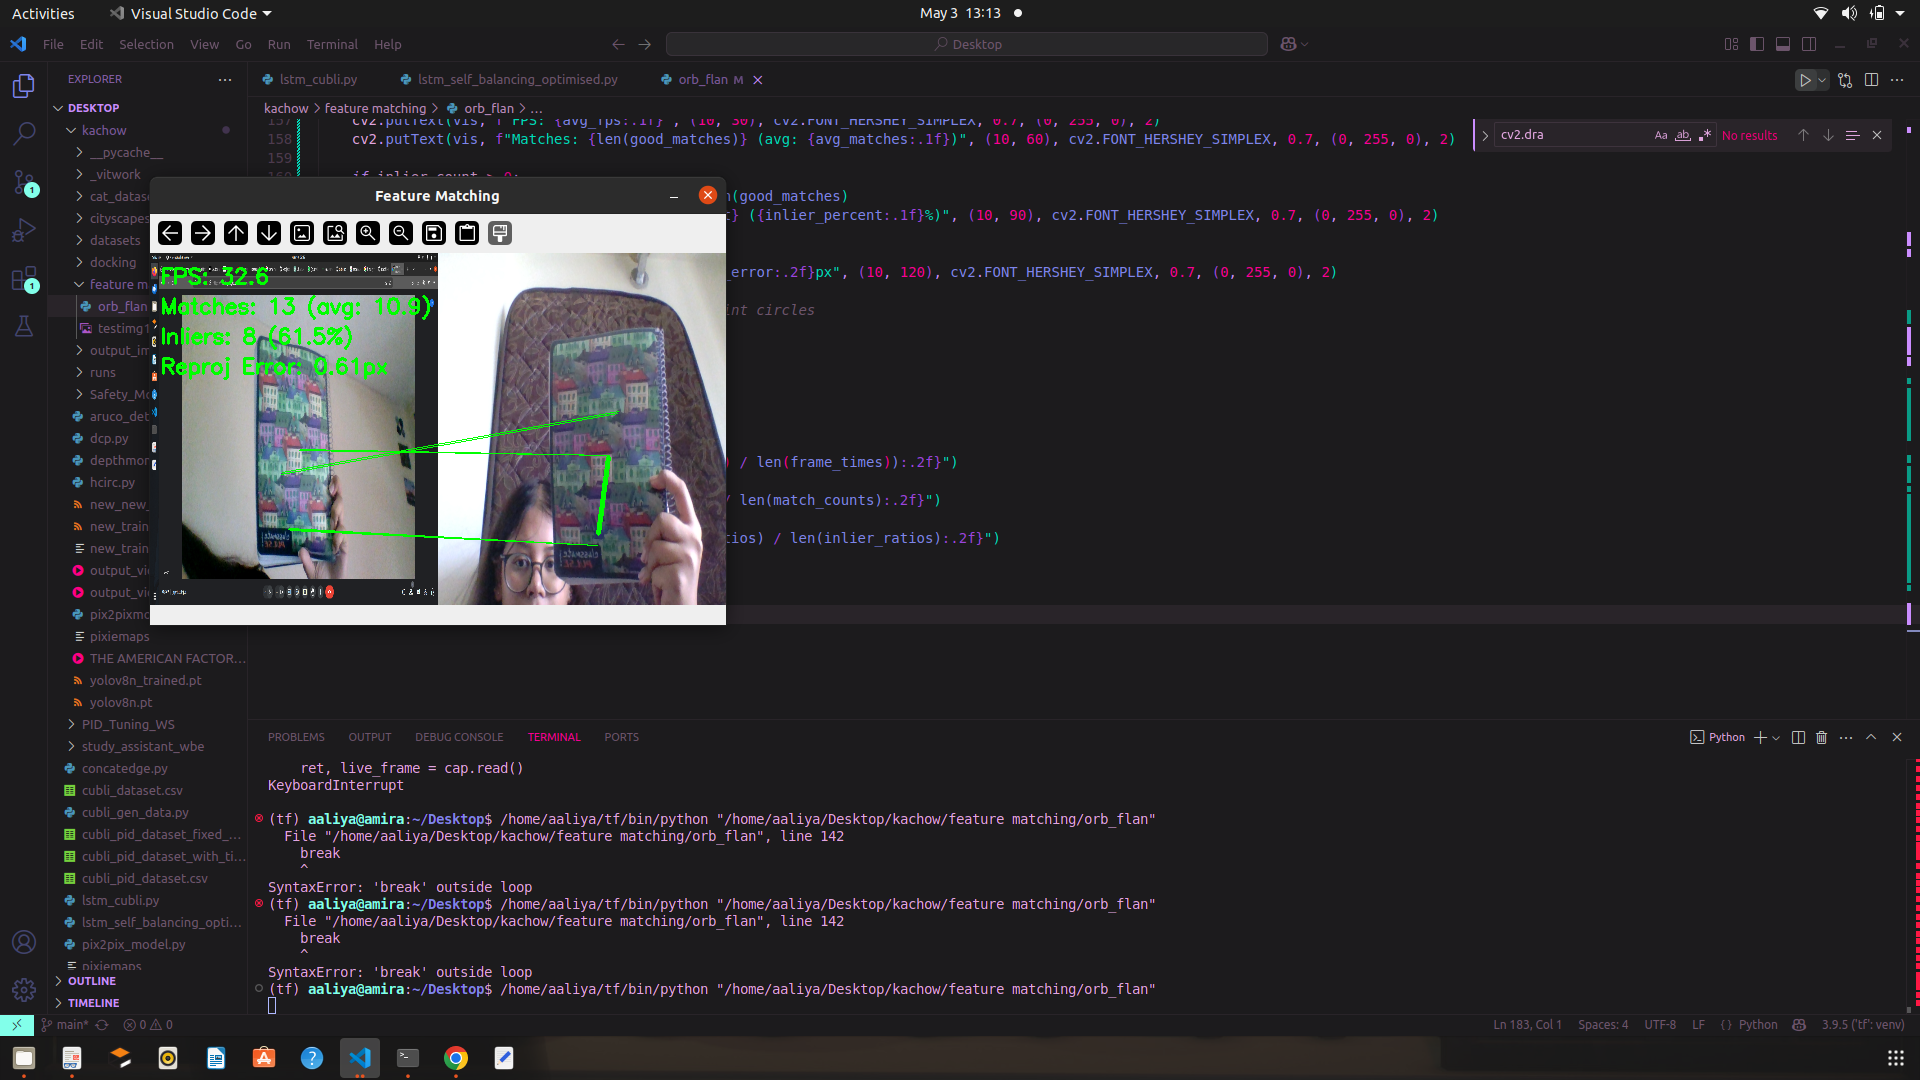 Activities
Visual Studio Code
May 3 13:13
File Edit Selection View Go Run Terminal Help
Desktop
EXPLORER
lstm_cubli.py
lstm_self_balancing_optimised.py
orb_flan M
kachow > feature matching > orb_flan > ...
DESKTOP
kachow
__pycache__
_vitwork
cat_datase
cityscapes
datasets
docking
feature m
orb_flan
testimg1
output_im
runs
Safety_Mo
aruco_det
dcp.py
depthmor
hcirc.py
new_new_
new_train
new_train
output_vi
output_vi
pix2pixmo
pixiemaps
THE AMERICAN FACTOR...
yolov8n_trained.pt
yolov8n.pt
PID_Tuning_WS
study_assistant_wbe
concatedge.py
cubli_dataset.csv
cubli_gen_data.py
cubli_pid_dataset_fixed_...
cubli_pid_dataset_with_ti...
cubli_pid_dataset.csv
lstm_cubli.py
lstm_self_balancing_opti...
pix2pix_model.py
pixiemaps
OUTLINE
TIMELINE
157 cv2.putText(vis, f"FPS: {avg_fps:.1f}", (10, 30), cv2.FONT_HERSHEY_SIMPLEX, 0.7, (0, 255, 0), 2)
158 cv2.putText(vis, f"Matches: {len(good_matches)} (avg: {avg_matches:.1f})", (10, 60), cv2.FONT_HERSHEY_SIMPLEX, 0.7, (0, 255, 0), 2)
159
160 if inlier_count > 0:
n(good_matches)
} ({inlier_percent:.1f}%)", (10, 90), cv2.FONT_HERSHEY_SIMPLEX, 0.7, (0, 255, 0), 2)
_error:.2f}px", (10, 120), cv2.FONT_HERSHEY_SIMPLEX, 0.7, (0, 255, 0), 2)
int circles
) / len(frame_times)):.2f}")
/ len(match_counts):.2f}")
tios) / len(inlier_ratios):.2f}")
cv2.dra
Aa
ab
No results
Feature Matching
FPS: 32.6
Matches: 13 (avg: 10.9)
Inliers: 8 (61.5%)
Reproj Error: 0.61px
PROBLEMS OUTPUT DEBUG CONSOLE TERMINAL PORTS
Python
ret, live_frame = cap.read()
KeyboardInterrupt
(tf) aaliya@amira:~/Desktop$ /home/aaliya/tf/bin/python "/home/aaliya/Desktop/kachow/feature matching/orb_flan"
File "/home/aaliya/Desktop/kachow/feature matching/orb_flan", line 142
break
^
SyntaxError: 'break' outside loop
(tf) aaliya@amira:~/Desktop$ /home/aaliya/tf/bin/python "/home/aaliya/Desktop/kachow/feature matching/orb_flan"
File "/home/aaliya/Desktop/kachow/feature matching/orb_flan", line 142
break
^
SyntaxError: 'break' outside loop
(tf) aaliya@amira:~/Desktop$ /home/aaliya/tf/bin/python "/home/aaliya/Desktop/kachow/feature matching/orb_flan"
main* 0 0
Ln 183, Col 1 Spaces: 4 UTF-8 LF {} Python 3.9.5 ('tf': venv)